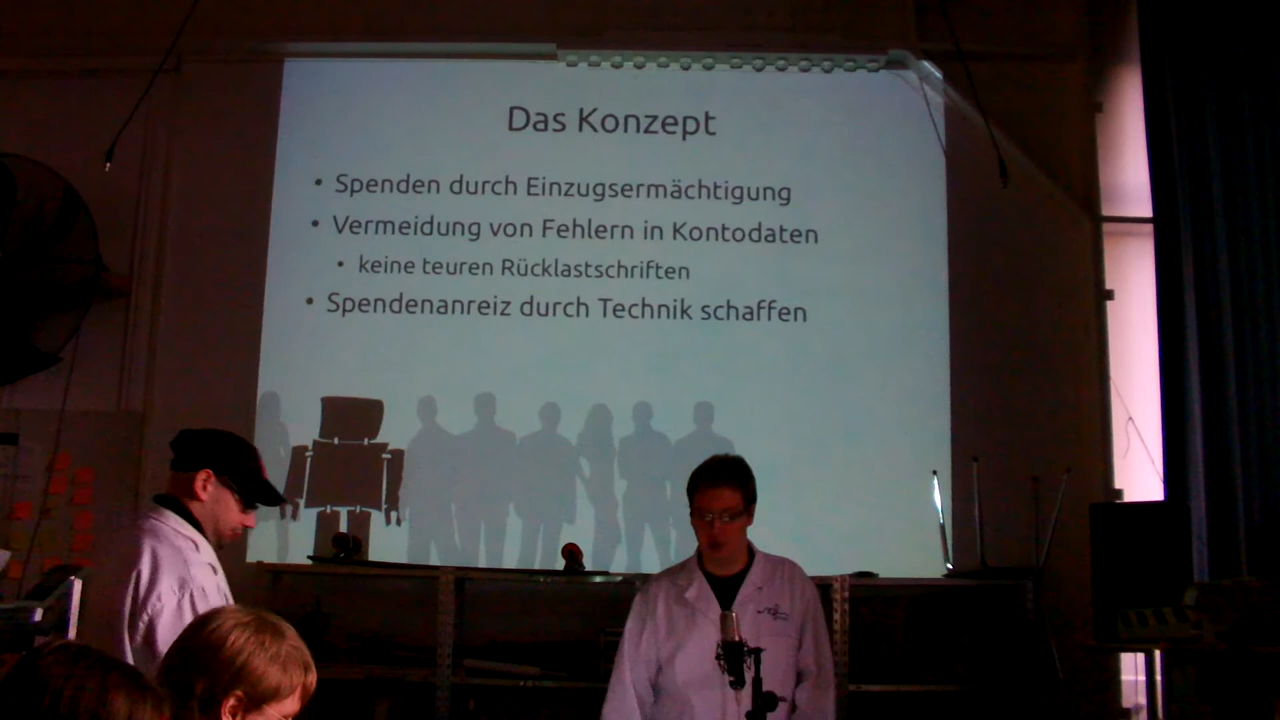 Das Konzept
• Spenden durch Einzugsermächtigung
• Vermeidung von Fehlern in Kontodaten
• keine teuren Rücklastschriften
• Spendenanreiz durch Technik schaffen